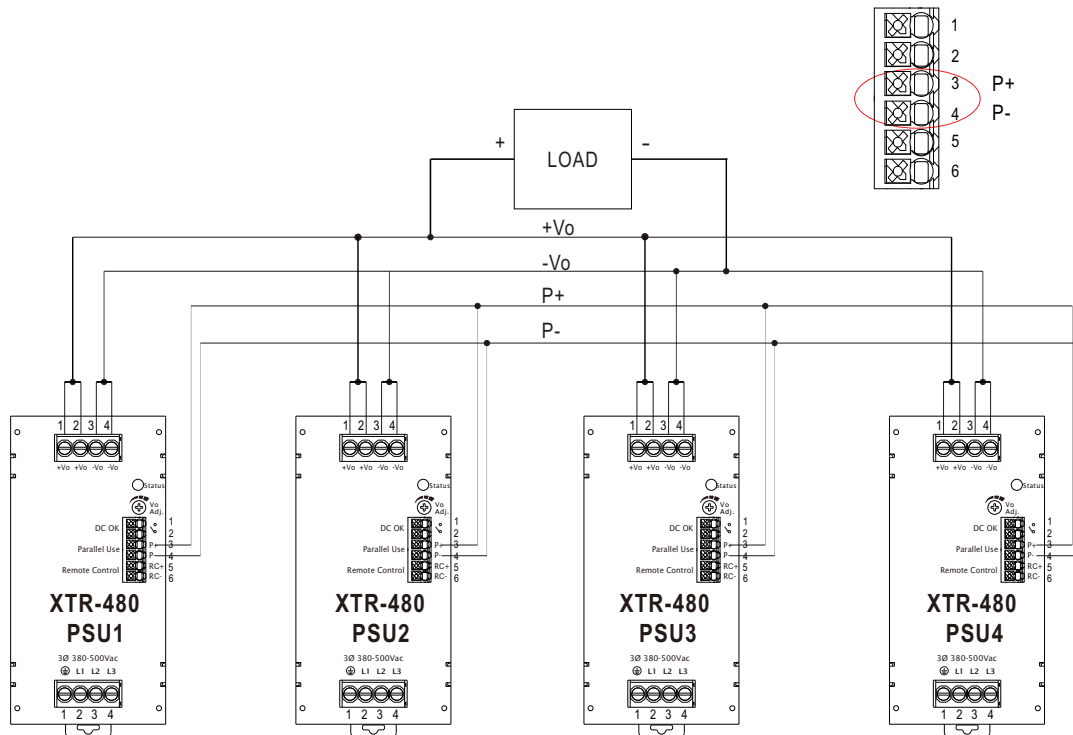 1
2
3 P+
4 P-
5
6
+ LOAD -
+Vo
-Vo
P+
P-
1 2 3 4
+Vo +Vo -Vo -Vo
Status
Vo
Adj.
DC OK
1
2
Parallel Use
P+ 3
P- 4
Remote Control
RC+ 5
RC- 6
XTR-480
PSU1
3Ø 380-500Vac
L1 L2 L3
1 2 3 4
1 2 3 4
+Vo +Vo -Vo -Vo
Status
Vo
Adj.
DC OK
1
2
Parallel Use
P+ 3
P- 4
Remote Control
RC+ 5
RC- 6
XTR-480
PSU2
3Ø 380-500Vac
L1 L2 L3
1 2 3 4
1 2 3 4
+Vo +Vo -Vo -Vo
Status
Vo
Adj.
DC OK
1
2
Parallel Use
P+ 3
P- 4
Remote Control
RC+ 5
RC- 6
XTR-480
PSU3
3Ø 380-500Vac
L1 L2 L3
1 2 3 4
1 2 3 4
+Vo +Vo -Vo -Vo
Status
Vo
Adj.
DC OK
1
2
Parallel Use
P+ 3
P- 4
Remote Control
RC+ 5
RC- 6
XTR-480
PSU4
3Ø 380-500Vac
L1 L2 L3
1 2 3 4